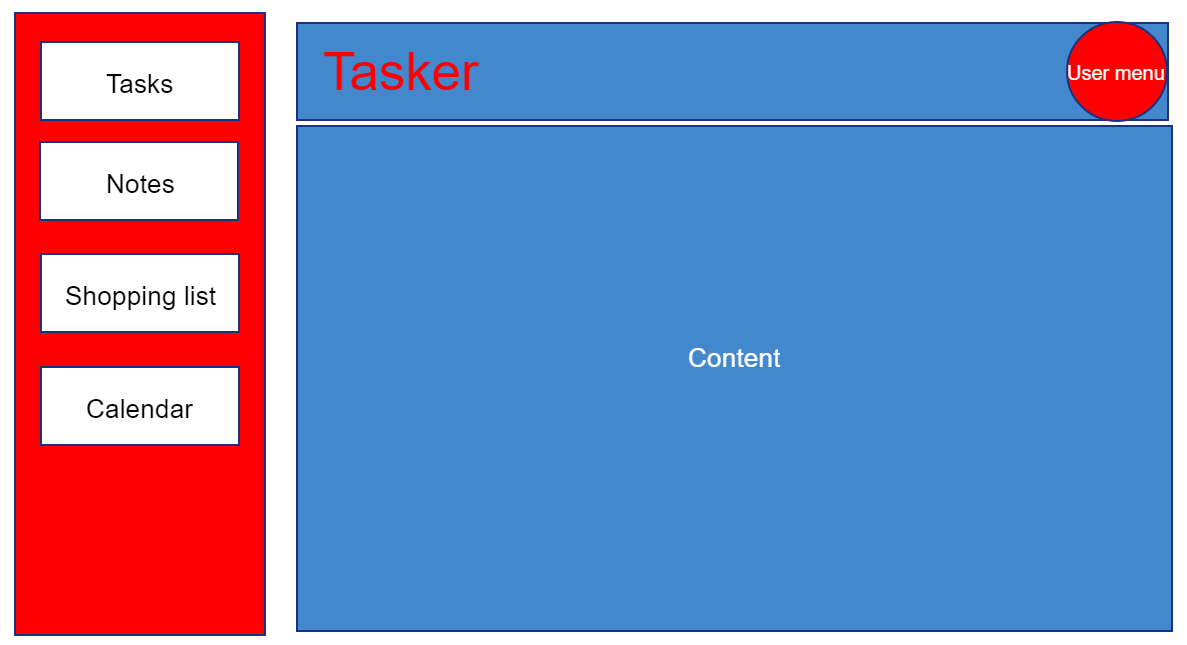 Tasks
Notes
Shopping list
Calendar
Tasker
User menu
Content